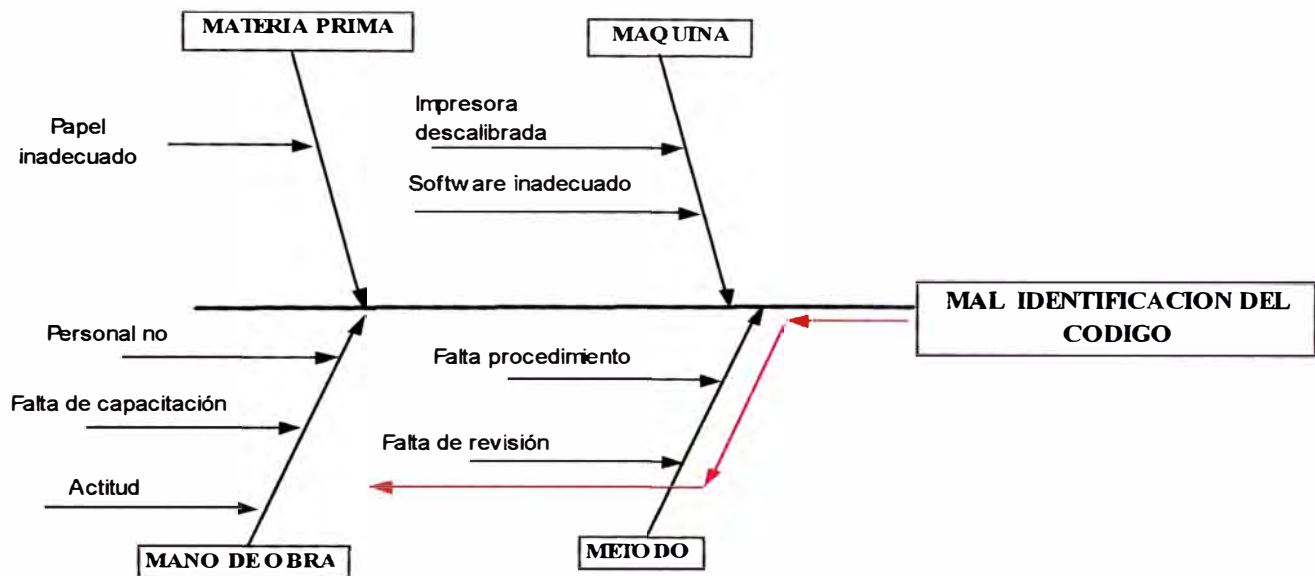 MATERIA PRIMA
MAQUINA
Papel
inadecuado
Impresora
descalibrada
Software inadecuado
MAL IDENTIFICACION DEL
CODIGO
Personal no
Falta de capacitación
Actitud
Falta procedimiento
Falta de revisión
MANO DE OBRA
METODO